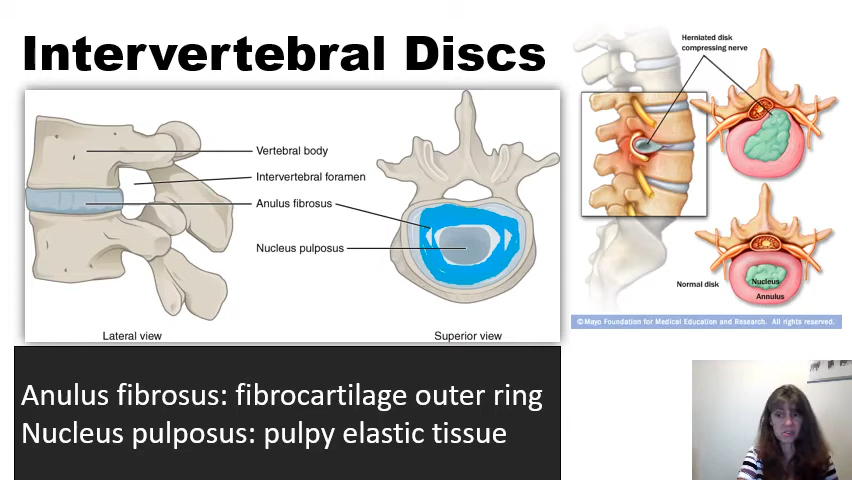 Intervertebral Discs
Vertebral body
Intervertebral foramen
Anulus fibrosus
Nucleus pulposus
Lateral view
Superior view
Herniated disk
compressing nerve
Normal disk
Nucleus
Annulus
©Mayo Foundation for Medical Education and Research. All rights reserved.
Anulus fibrosus: fibrocartilage outer ring
Nucleus pulposus: pulpy elastic tissue